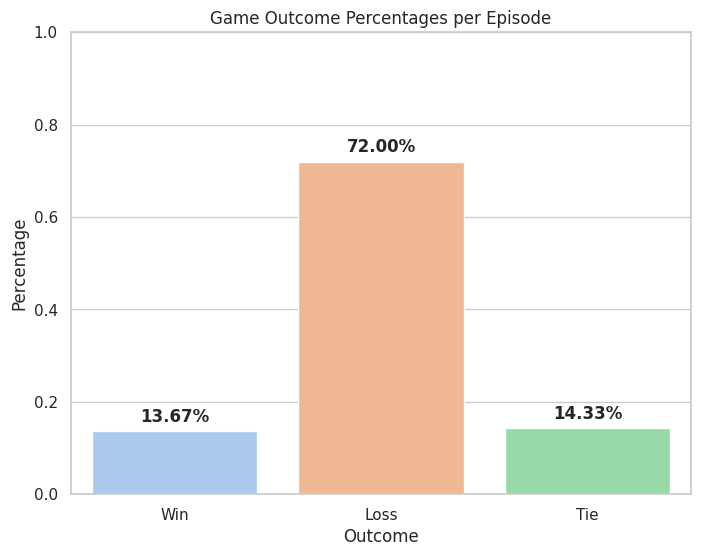 Game Outcome Percentages per Episode
1.0
0.8
0.6
0.4
0.2
0.0
Percentage
13.67%
72.00%
14.33%
Win
Loss
Tie
Outcome